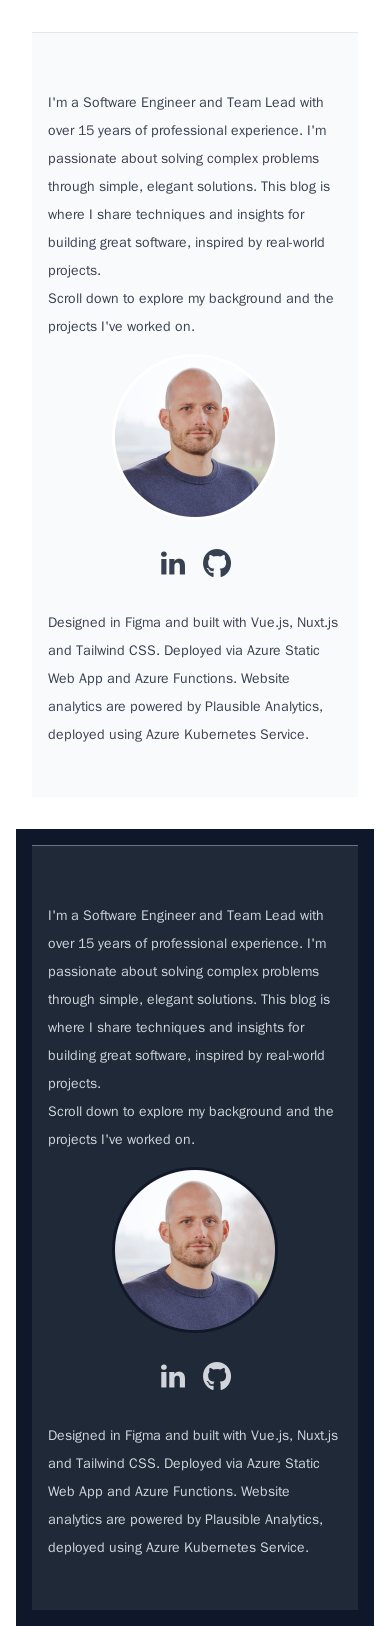 I'm a Software Engineer and Team Lead with
over 15 years of professional experience. I'm
passionate about solving complex problems
through simple, elegant solutions. This blog is
where I share techniques and insights for
building great software, inspired by real-world
projects.
Scroll down to explore my background and the
projects I've worked on.
in
Designed in Figma and built with Vue.js, Nuxt.js
and Tailwind CSS. Deployed via Azure Static
Web App and Azure Functions. Website
analytics are powered by Plausible Analytics,
deployed using Azure Kubernetes Service.
I'm a Software Engineer and Team Lead with
over 15 years of professional experience. I'm
passionate about solving complex problems
through simple, elegant solutions. This blog is
where I share techniques and insights for
building great software, inspired by real-world
projects.
Scroll down to explore my background and the
projects I've worked on.
in
Designed in Figma and built with Vue.js, Nuxt.js
and Tailwind CSS. Deployed via Azure Static
Web App and Azure Functions. Website
analytics are powered by Plausible Analytics,
deployed using Azure Kubernetes Service.